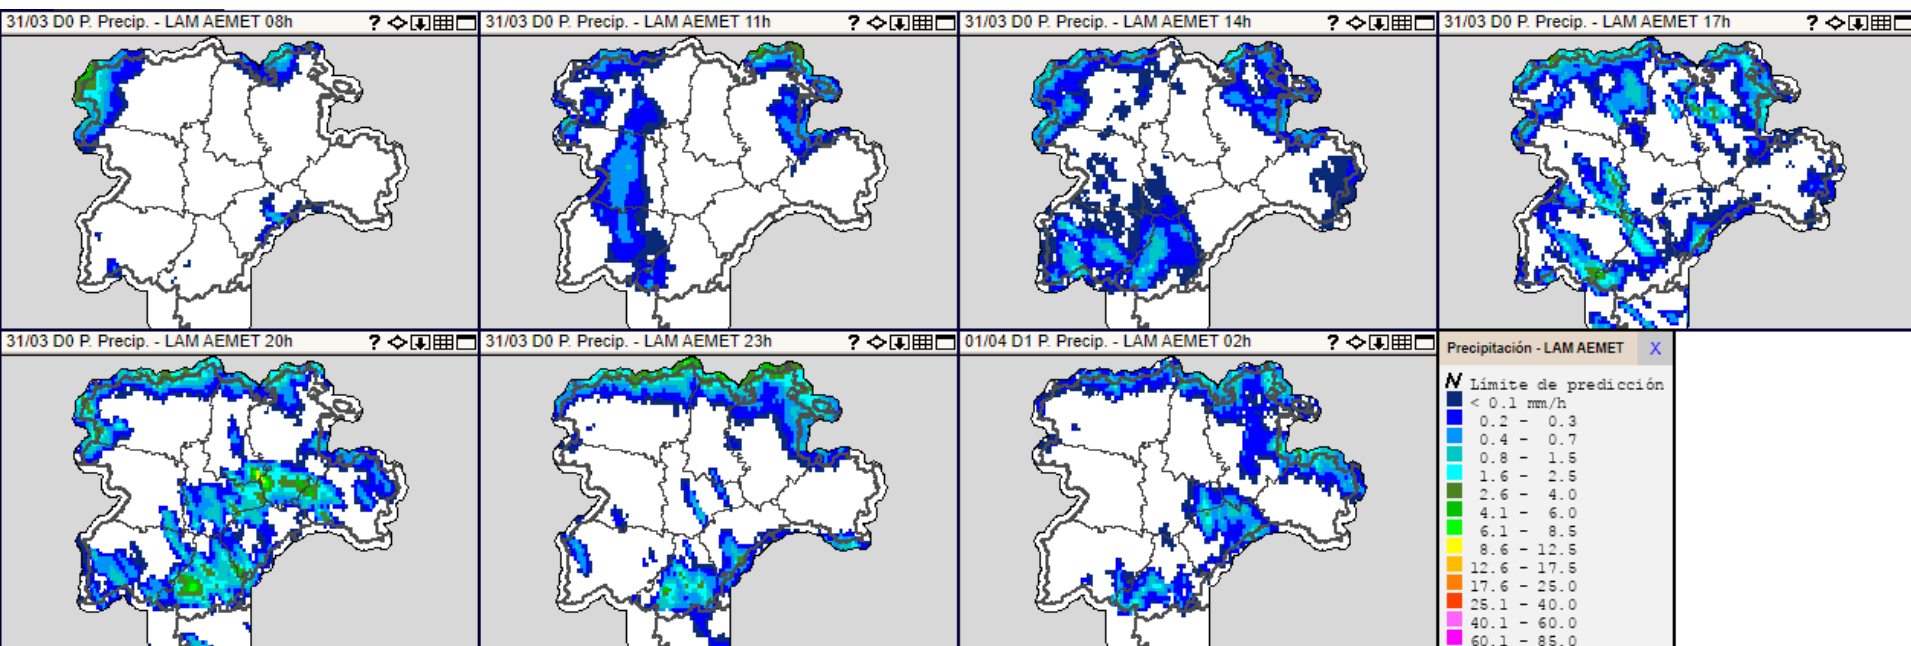 31/03 D0 P. Precip. - LAM AEMET 08h ?
31/03 D0 P. Precip. - LAM AEMET 11h ?
31/03 D0 P. Precip. - LAM AEMET 14h ?
31/03 D0 P. Precip. - LAM AEMET 17h ?
31/03 D0 P. Precip. - LAM AEMET 20h ?
31/03 D0 P. Precip. - LAM AEMET 23h ?
01/04 D1 P. Precip. - LAM AEMET 02h ?
Precipitación - LAM AEMET X
N Límite de predicción
< 0.1 mm/h
0.2 - 0.3
0.4 - 0.7
0.8 - 1.5
1.6 - 2.5
2.6 - 4.0
4.1 - 6.0
6.1 - 8.5
8.6 - 12.5
12.6 - 17.5
17.6 - 25.0
25.1 - 40.0
40.1 - 60.0
60.1 - 85.0